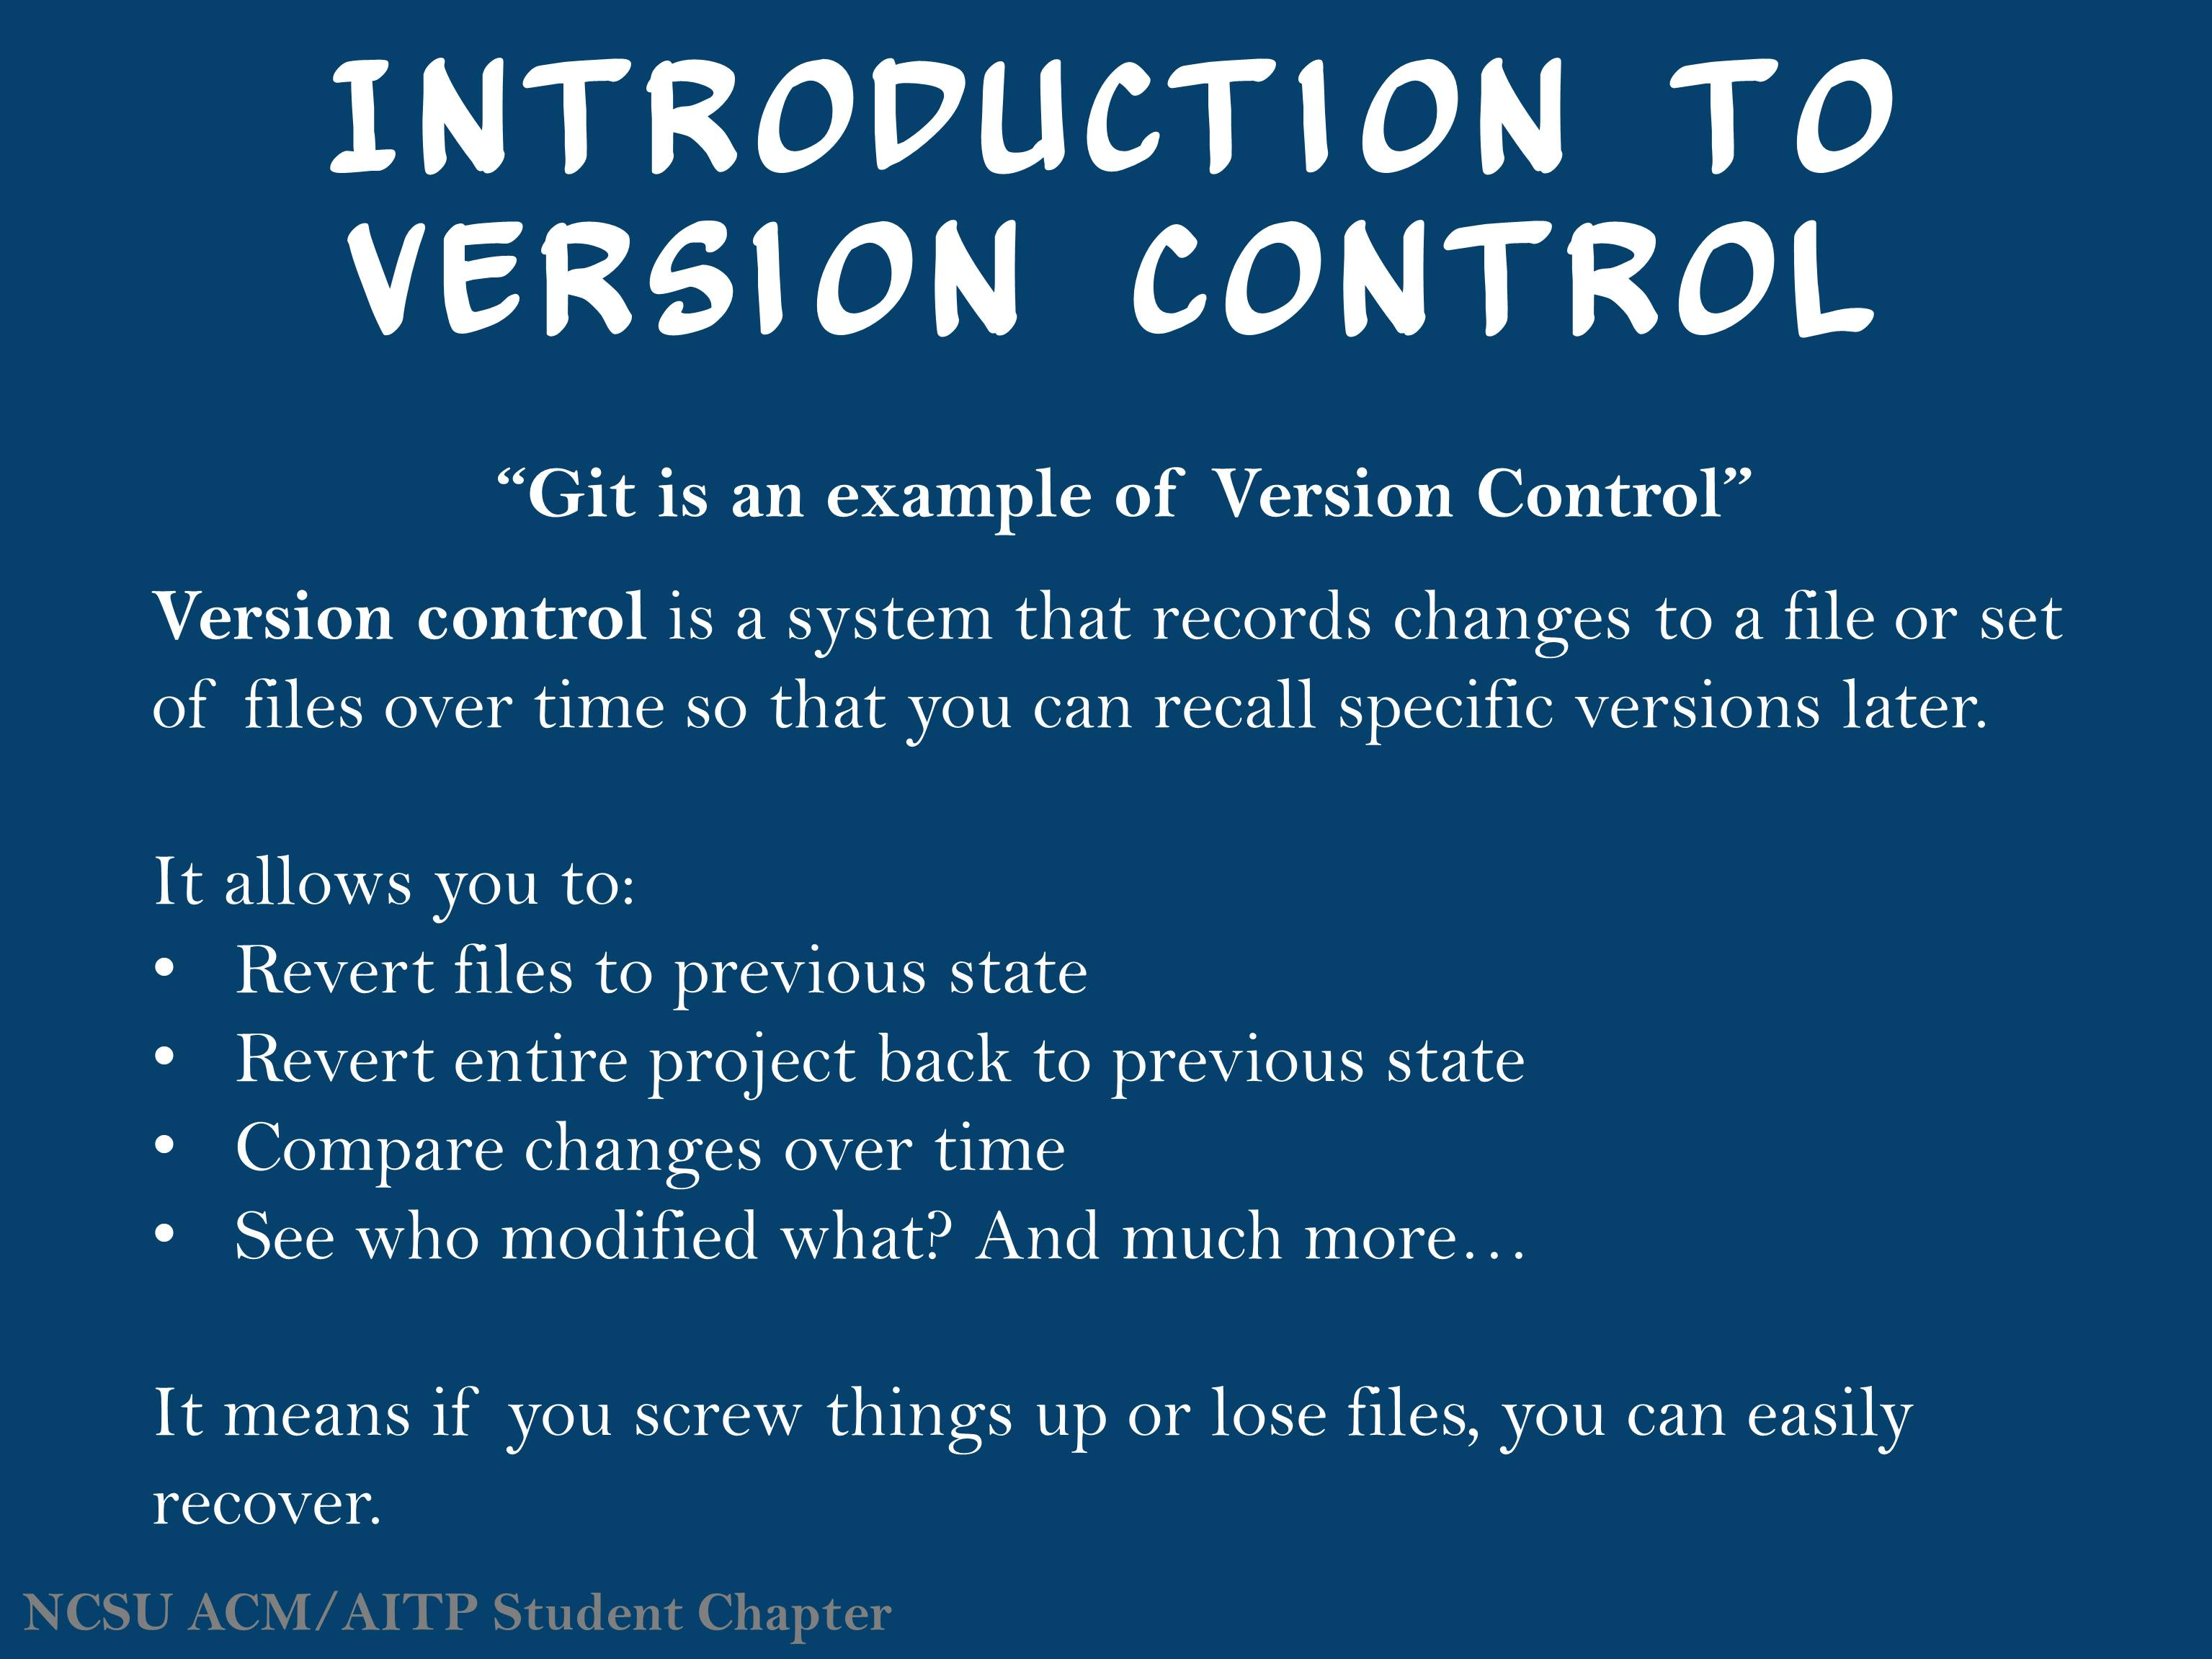 INTRODUCTION TO
VERSION CONTROL
“Git is an example of Version Control”
Version control is a system that records changes to a file or set
of files over time so that you can recall specific versions later.
It allows you to:
• Revert files to previous state
• Revert entire project back to previous state
• Compare changes over time
• See who modified what? And much more…
It means if you screw things up or lose files, you can easily
recover.
NCSU ACM/AITP Student Chapter